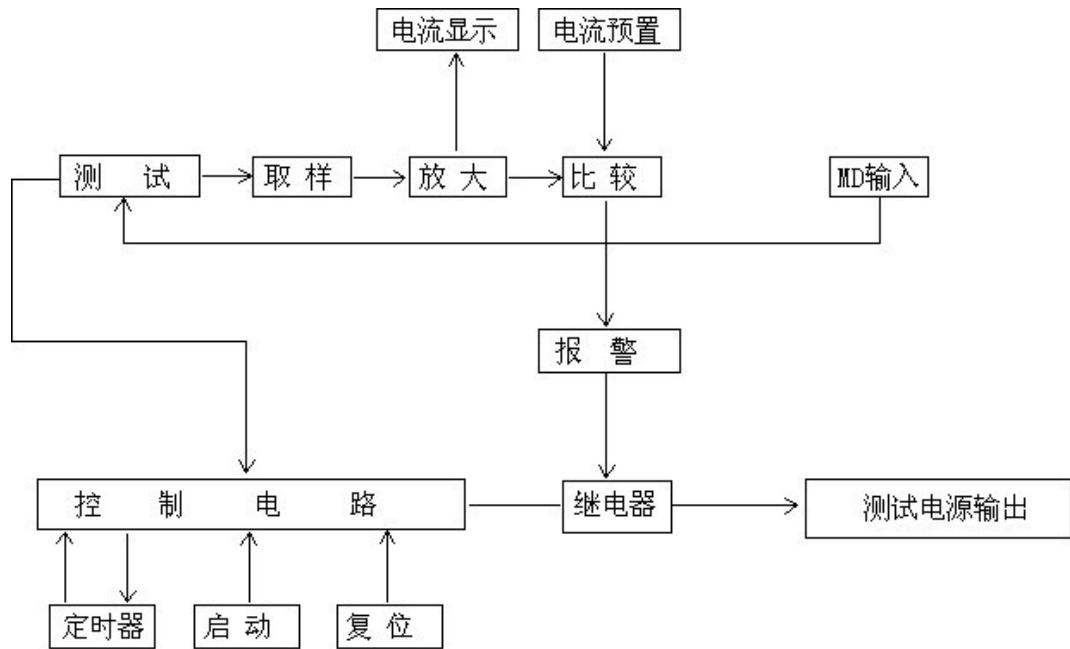 电流显示
电流预置
测 试
取 样
放 大
比 较
MD输入
报 警
控 制 电 路
继电器
测试电源输出
定时器
启 动
复 位